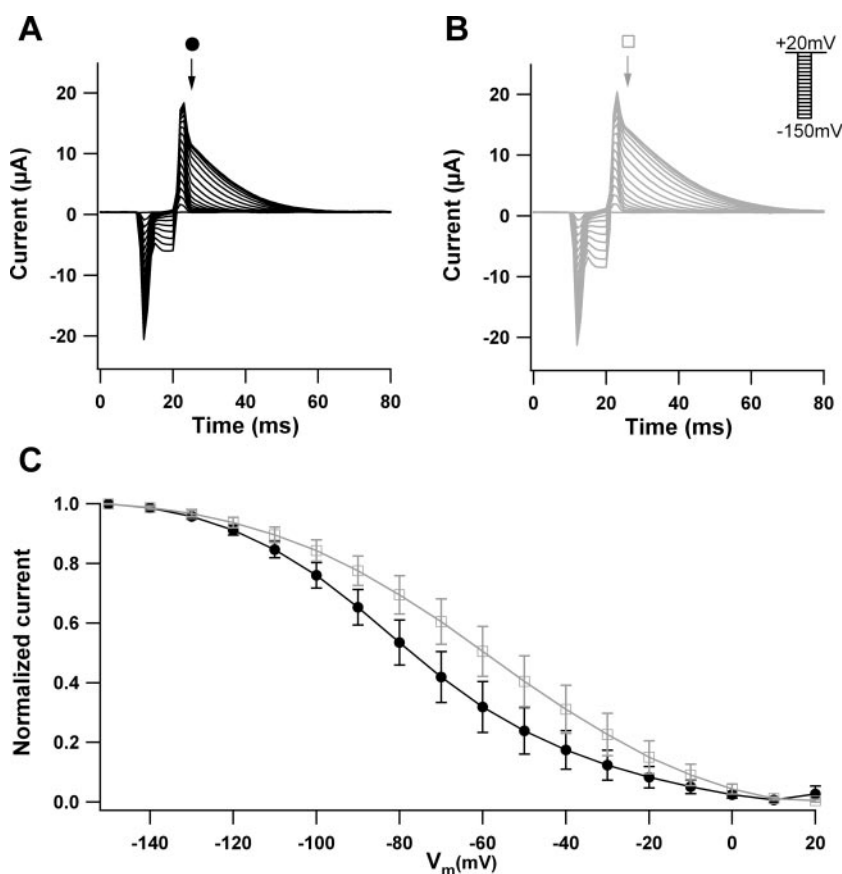 A
Current (µA)
20
10
0
-10
-20
0 20 40 60 80
Time (ms)
B
+20mV
-150mV
Current (µA)
20
10
0
-10
-20
0 20 40 60 80
Time (ms)
C
Normalized current
1.0
0.8
0.6
0.4
0.2
0.0
-140 -120 -100 -80 -60 -40 -20 0 20
Vm(mV)